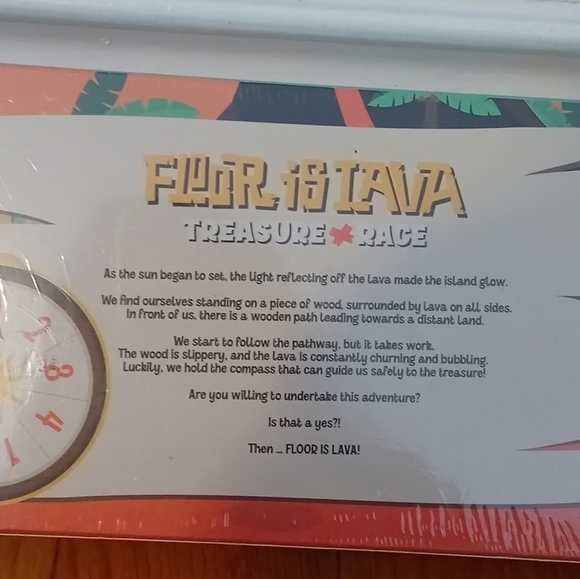 FLOOR IS LAVA
TREASURE RACE
As the sun began to set, the light reflecting off the lava made the island glow.
We find ourselves standing on a piece of wood, surrounded by lava on all sides.
In front of us, there is a wooden path leading towards a distant land.
We start to follow the pathway, but it takes work.
The wood is slippery, and the lava is constantly churning and bubbling.
Luckily, we hold the compass that can guide us safely to the treasure!
Are you willing to undertake this adventure?
Is that a yes?!
Then ... FLOOR IS LAVA!
2
8
4
1